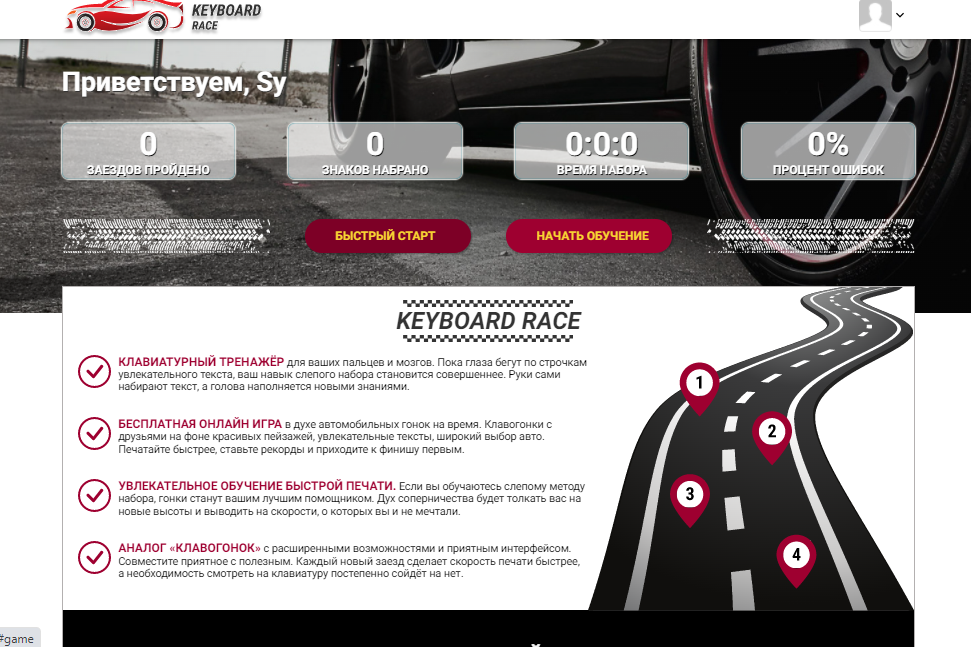 KEYBOARD
RACE
Приветствуем, Sy
0
ЗАЕЗДОВ ПРОЙДЕНО
0
ЗНАКОВ НАБРАНО
0:0:0
ВРЕМЯ НАБОРА
0%
ПРОЦЕНТ ОШИБОК
БЫСТРЫЙ СТАРТ
НАЧАТЬ ОБУЧЕНИЕ
KEYBOARD RACE
КЛАВИАТУРНЫЙ ТРЕНАЖЁР для ваших пальцев и мозгов. Пока глаза бегут по строчкам
увлекательного текста, ваш навык слепого набора становится совершеннее. Руки сами
набирают текст, а голова наполняется новыми знаниями.
БЕСПЛАТНАЯ ОНЛАЙН ИГРА в духе автомобильных гонок на время. Клавогонки с
друзьями на фоне красивых пейзажей, увлекательные тексты, широкий выбор авто.
Печатайте быстрее, ставьте рекорды и приходите к финишу первым.
УВЛЕКАТЕЛЬНОЕ ОБУЧЕНИЕ БЫСТРОЙ ПЕЧАТИ. Если вы обучаетесь слепому методу
набора, гонки станут вашим лучшим помощником. Дух соперничества будет толкать вас на
новые высоты и выводить на скорости, о которых вы и не мечтали.
АНАЛОГ «КЛАВОГОНОК» с расширенными возможностями и приятным интерфейсом.
Совместите приятное с полезным. Каждый новый заезд сделает скорость печати быстрее,
а необходимость смотреть на клавиатуру постепенно сойдёт на нет.
1
2
3
4
#game